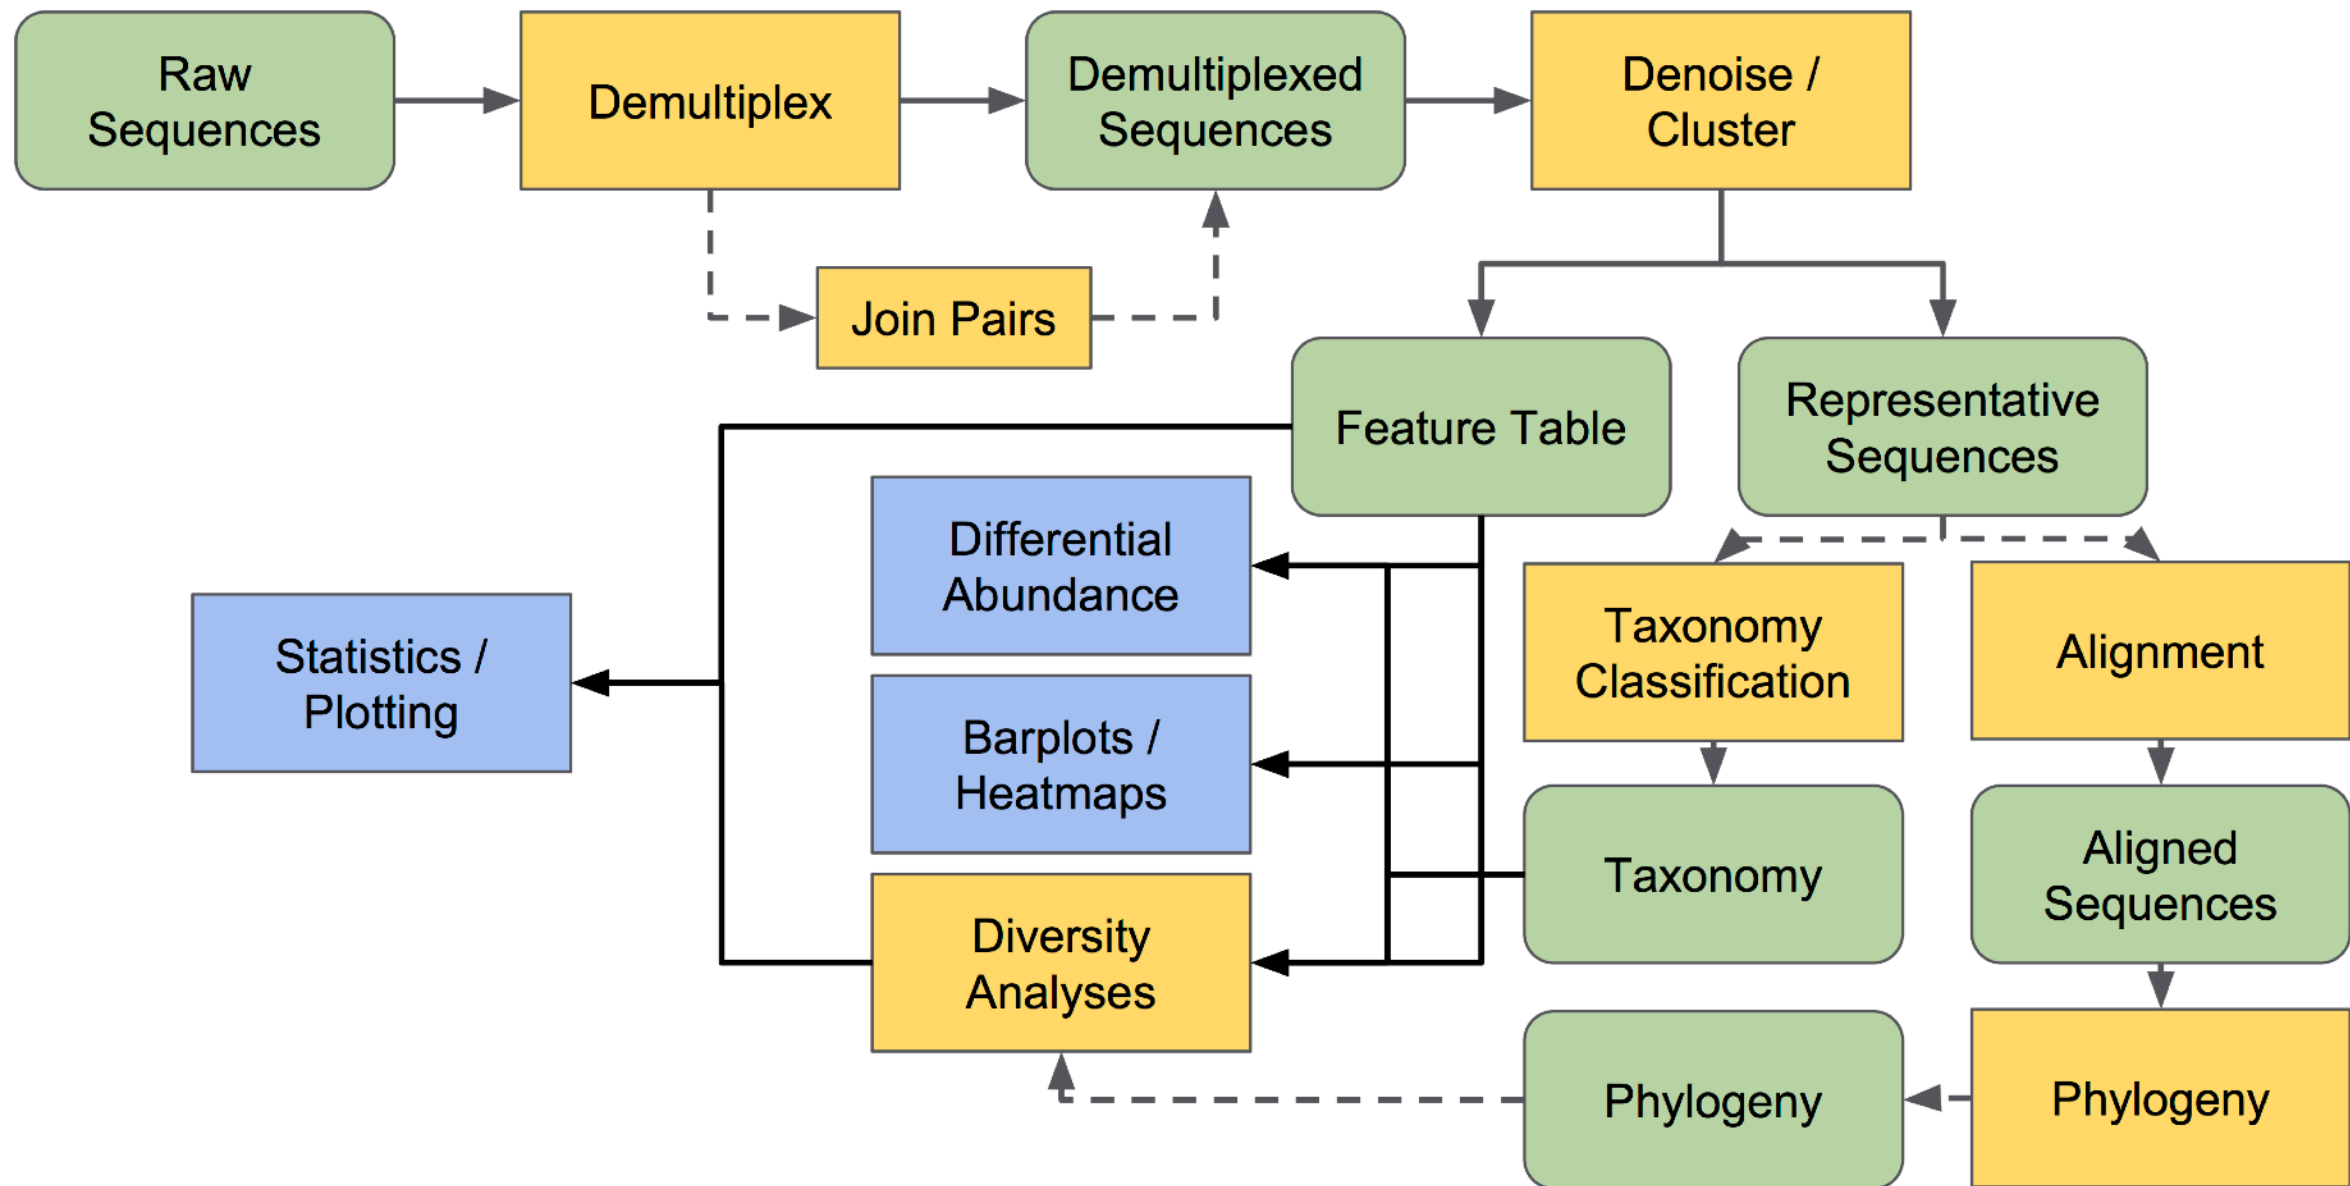 Raw
Sequences
Demultiplex
Demultiplexed
Sequences
Denoise /
Cluster
Join Pairs
Feature Table
Representative
Sequences
Differential
Abundance
Statistics /
Plotting
Taxonomy
Classification
Alignment
Barplots /
Heatmaps
Taxonomy
Aligned
Sequences
Diversity
Analyses
Phylogeny
Phylogeny